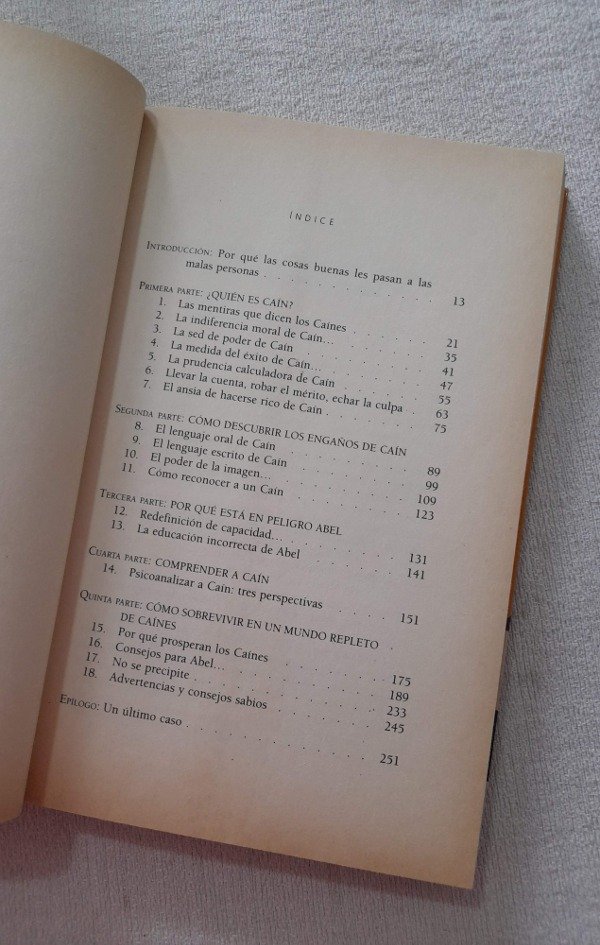 ÍNDICE
INTRODUCCIÓN: Por qué las cosas buenas les pasan a las
malas personas . . . . . . . . . . 13
PRIMERA PARTE: ¿QUIÉN ES CAÍN?
1. Las mentiras que dicen los Caínes . . . . . 21
2. La indiferencia moral de Caín... . . . . . 35
3. La sed de poder de Caín . . . . . . 41
4. La medida del éxito de Caín... . . . . . 47
5. La prudencia calculadora de Caín . . . . . 55
6. Llevar la cuenta, robar el mérito, echar la culpa . 63
7. El ansia de hacerse rico de Caín . . . . . 75
SEGUNDA PARTE: CÓMO DESCUBRIR LOS ENGAÑOS DE CAÍN
8. El lenguaje oral de Caín . . . . . . 89
9. El lenguaje escrito de Caín . . . . . . 99
10. El poder de la imagen... . . . . . . 109
11. Cómo reconocer a un Caín . . . . . . 123
TERCERA PARTE: POR QUÉ ESTÁ EN PELIGRO ABEL
12. Redefinición de capacidad... . . . . . 131
13. La educación incorrecta de Abel . . . . . 141
CUARTA PARTE: COMPRENDER A CAÍN
14. Psicoanalizar a Caín: tres perspectivas . . . . 151
QUINTA PARTE: CÓMO SOBREVIVIR EN UN MUNDO REPLETO
DE CAÍNES
15. Por qué prosperan los Caínes . . . . . 175
16. Consejos para Abel... . . . . . . 189
17. No se precipite . . . . . . . . 233
18. Advertencias y consejos sabios . . . . . 245
EPÍLOGO: Un último caso . . . . . . . . 251